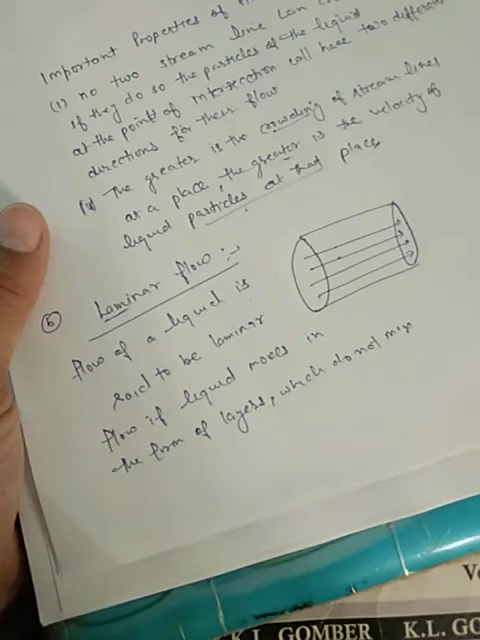 Important Properties of
(i) no two stream line Can
If they do so the particles of the liquid
at the point of intersection will have two different
directions for their flow
(ii) The greater is the crowding of stream lines
at a place, the greater is the velocity of
liquid particles at that place
(b) Laminar flow :-
flow of a liquid is
said to be laminar
flow if liquid moves in
the form of layers, which do not mix
K.L. GOMBER K.L. GO